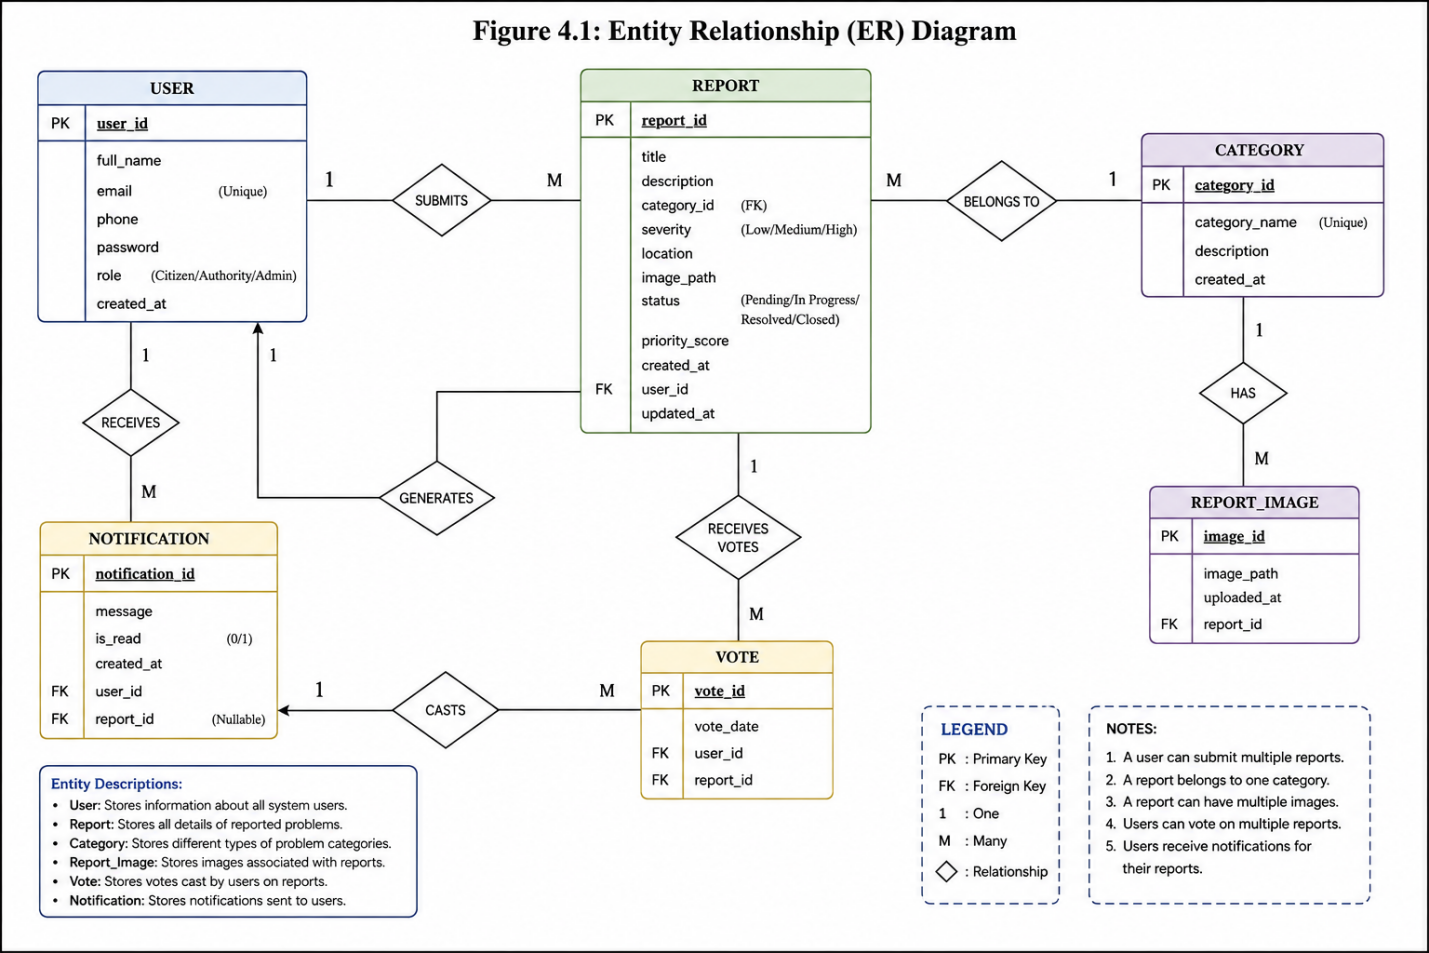 Figure 4.1: Entity Relationship (ER) Diagram
USER
PK user_id
full_name
email (Unique)
phone
password
role (Citizen/Authority/Admin)
created_at
1
SUBMITS
M
REPORT
PK report_id
title
description
category_id (FK)
severity (Low/Medium/High)
location
image_path
status (Pending/In Progress/
Resolved/Closed)
priority_score
created_at
FK user_id
updated_at
M
BELONGS TO
1
CATEGORY
PK category_id
category_name (Unique)
description
created_at
1
RECEIVES
M
1
GENERATES
1
RECEIVES
VOTES
M
1
HAS
M
REPORT_IMAGE
PK image_id
image_path
uploaded_at
FK report_id
NOTIFICATION
PK notification_id
message
is_read (0/1)
created_at
FK user_id
FK report_id (Nullable)
1
CASTS
M
VOTE
PK vote_id
vote_date
FK user_id
FK report_id
Entity Descriptions:
• User: Stores information about all system users.
• Report: Stores all details of reported problems.
• Category: Stores different types of problem categories.
• Report_Image: Stores images associated with reports.
• Vote: Stores votes cast by users on reports.
• Notification: Stores notifications sent to users.
LEGEND
PK : Primary Key
FK : Foreign Key
1 : One
M : Many
: Relationship
NOTES:
1. A user can submit multiple reports.
2. A report belongs to one category.
3. A report can have multiple images.
4. Users can vote on multiple reports.
5. Users receive notifications for
their reports.